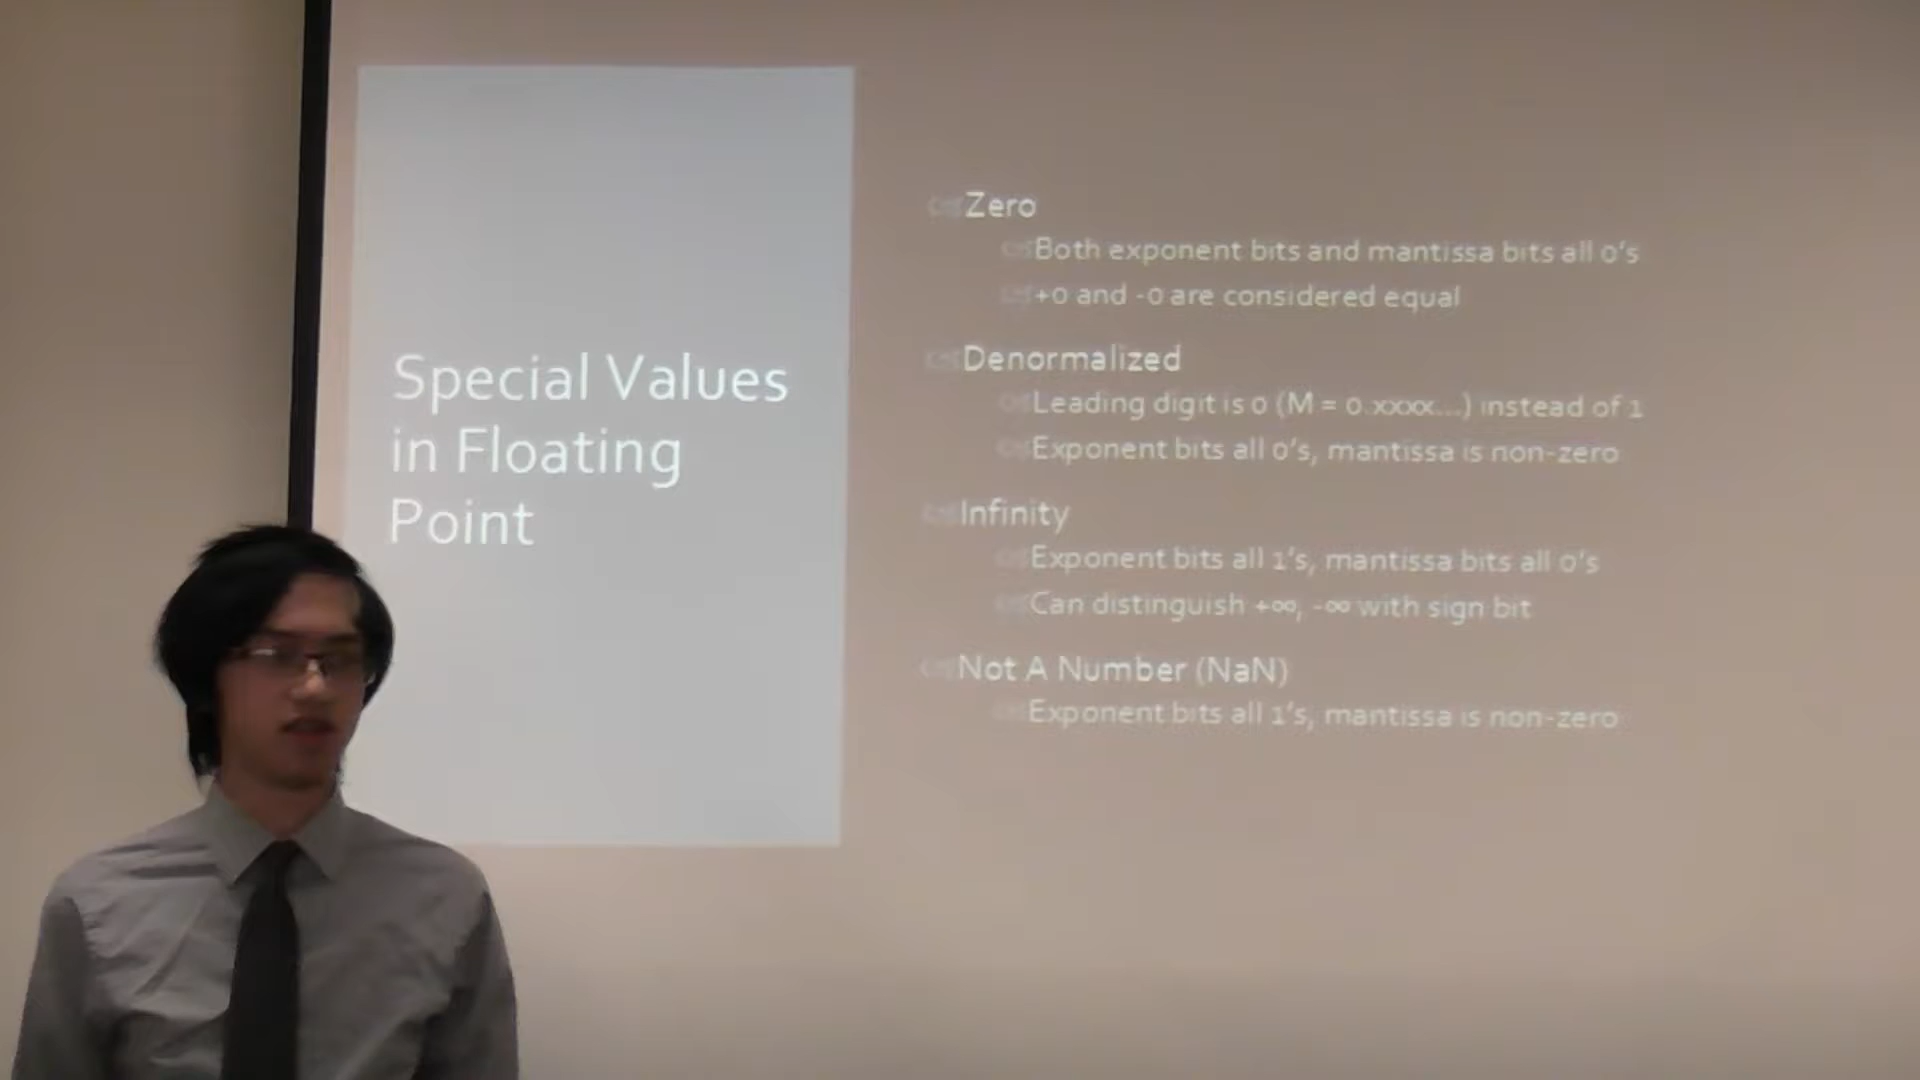 Special Values
in Floating
Point
Zero
Both exponent bits and mantissa bits all 0's
+0 and -0 are considered equal
Denormalized
Leading digit is 0 (M = 0.xxxx...) instead of 1
Exponent bits all 0's, mantissa is non-zero
Infinity
Exponent bits all 1's, mantissa bits all 0's
Can distinguish +∞, -∞ with sign bit
Not A Number (NaN)
Exponent bits all 1's, mantissa is non-zero